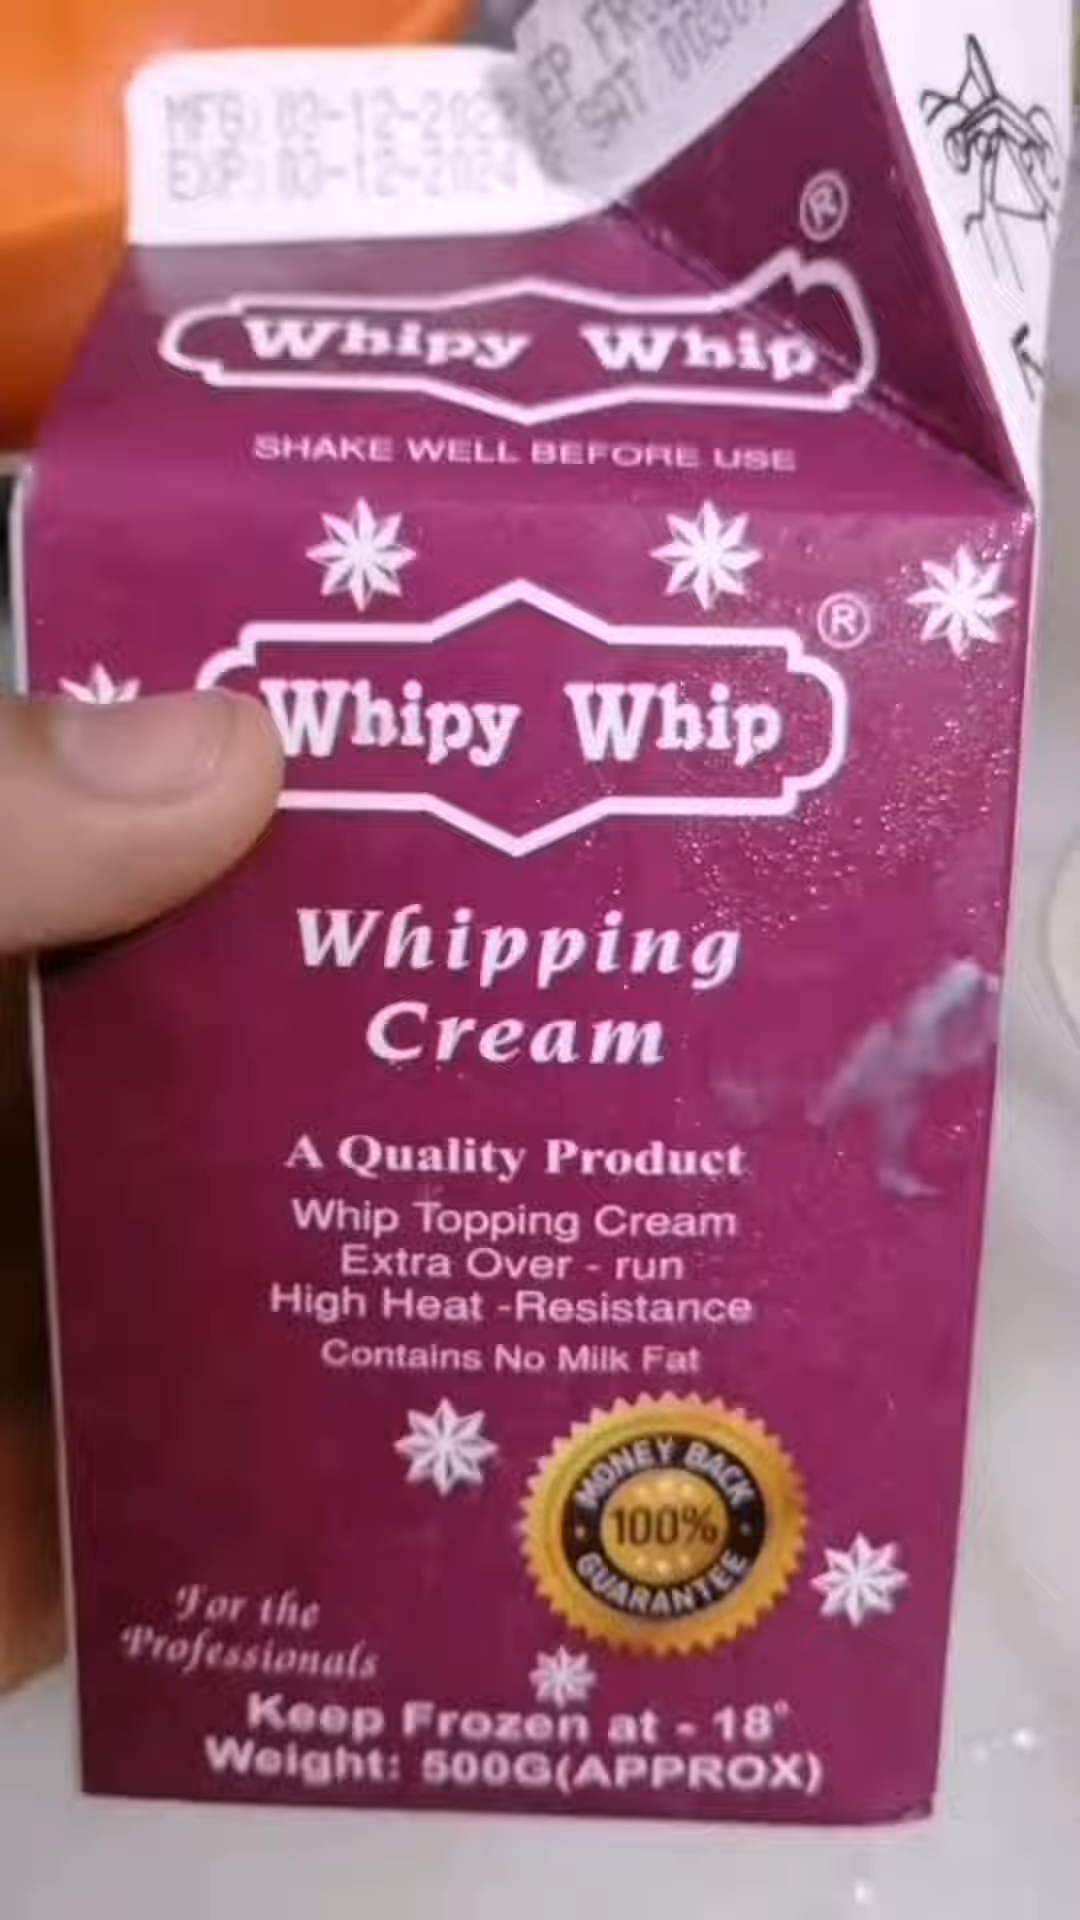 MFG: 03-12-202
EXP: 03-12-2024
SAT
®
Whipy Whip
SHAKE WELL BEFORE USE
®
Whipy Whip
Whipping
Cream
A Quality Product
Whip Topping Cream
Extra Over - run
High Heat -Resistance
Contains No Milk Fat
MONEY BACK
100%
GUARANTEE
For the
Professionals
Keep Frozen at - 18°
Weight: 500G(APPROX)